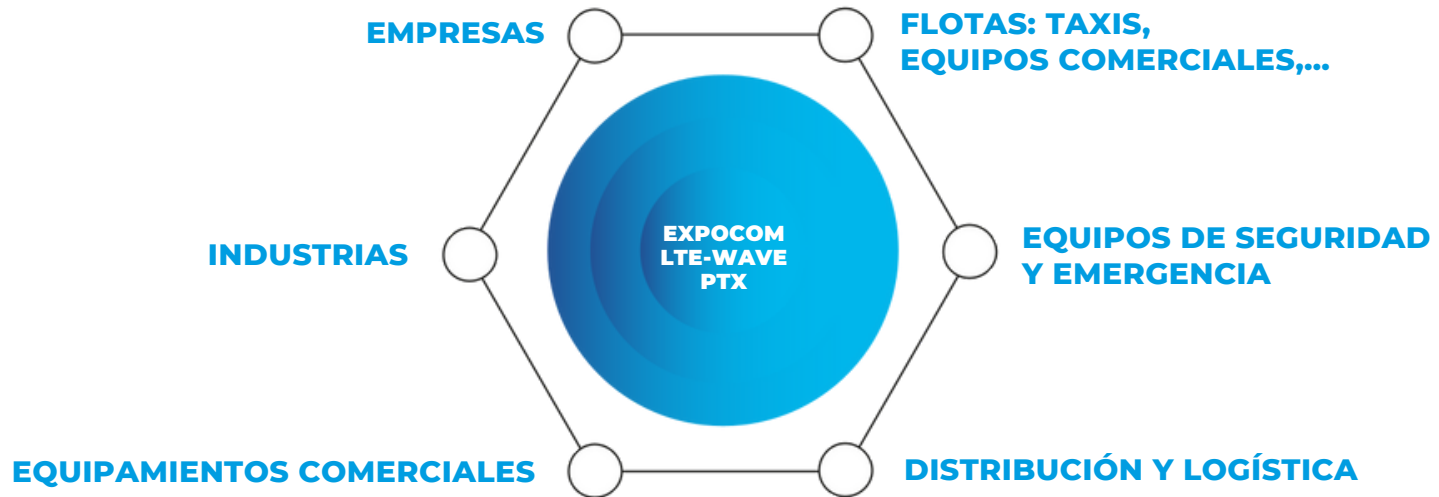 EMPRESAS
FLOTAS: TAXIS,
EQUIPOS COMERCIALES,...
EXPOCOM
LTE-WAVE
PTX
INDUSTRIAS
EQUIPOS DE SEGURIDAD
Y EMERGENCIA
EQUIPAMIENTOS COMERCIALES
DISTRIBUCIÓN Y LOGÍSTICA